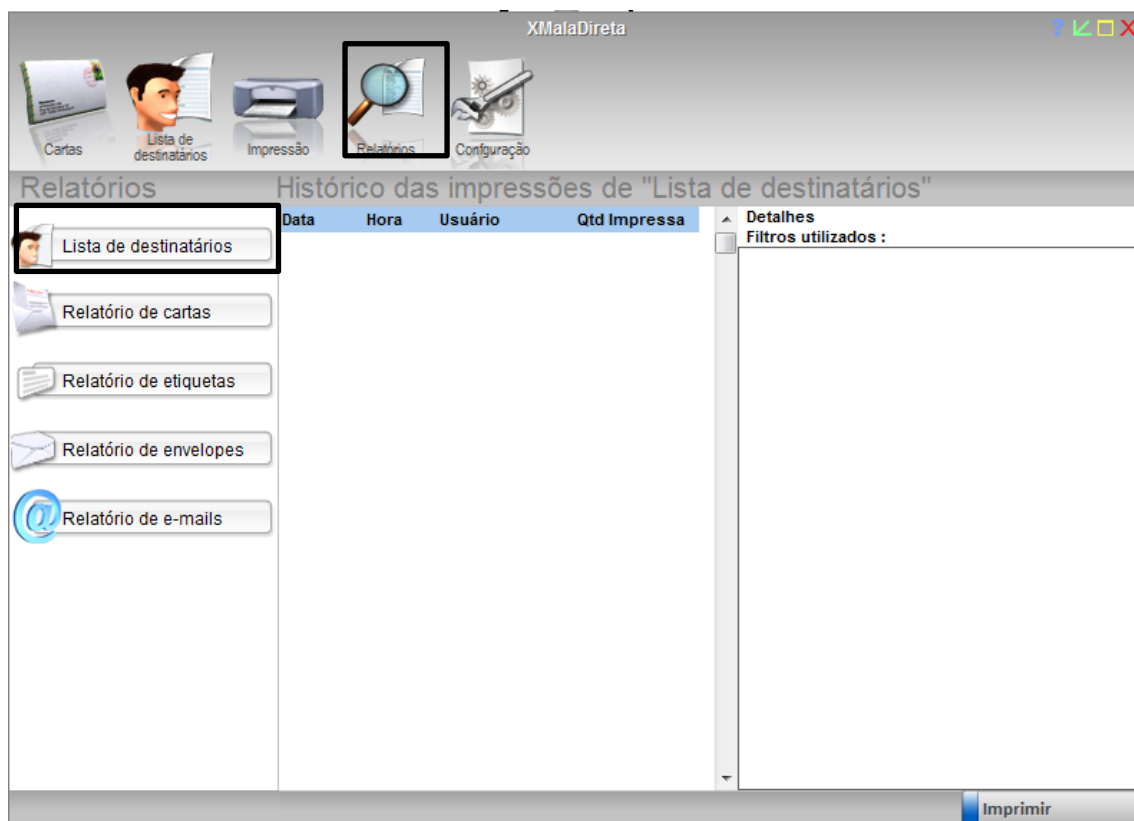 XMalaDireta
?
Cartas
Lista de
destinatários
Impressão
Relatórios
Confguração
Relatórios
Histórico das impressões de "Lista de destinatários"
Data Hora Usuário Qtd Impressa
Detalhes
Filtros utilizados :
Lista de destinatários
Relatório de cartas
Relatório de etiquetas
Relatório de envelopes
@ Relatório de e-mails
Imprimir